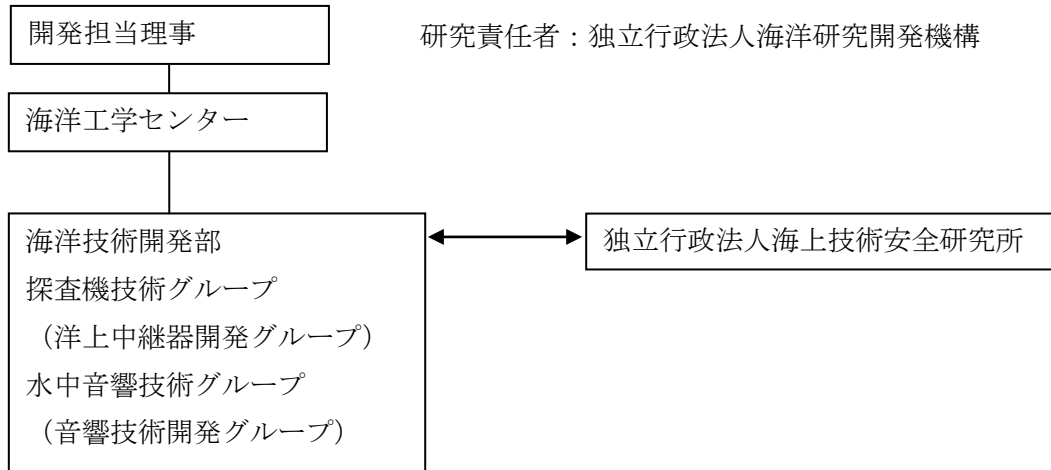 開発担当理事
研究責任者:独立行政法人海洋研究開発機構
海洋工学センター
海洋技術開発部
探査機技術グループ
(洋上中継器開発グループ)
水中音響技術グループ
(音響技術開発グループ)
独立行政法人海上技術安全研究所